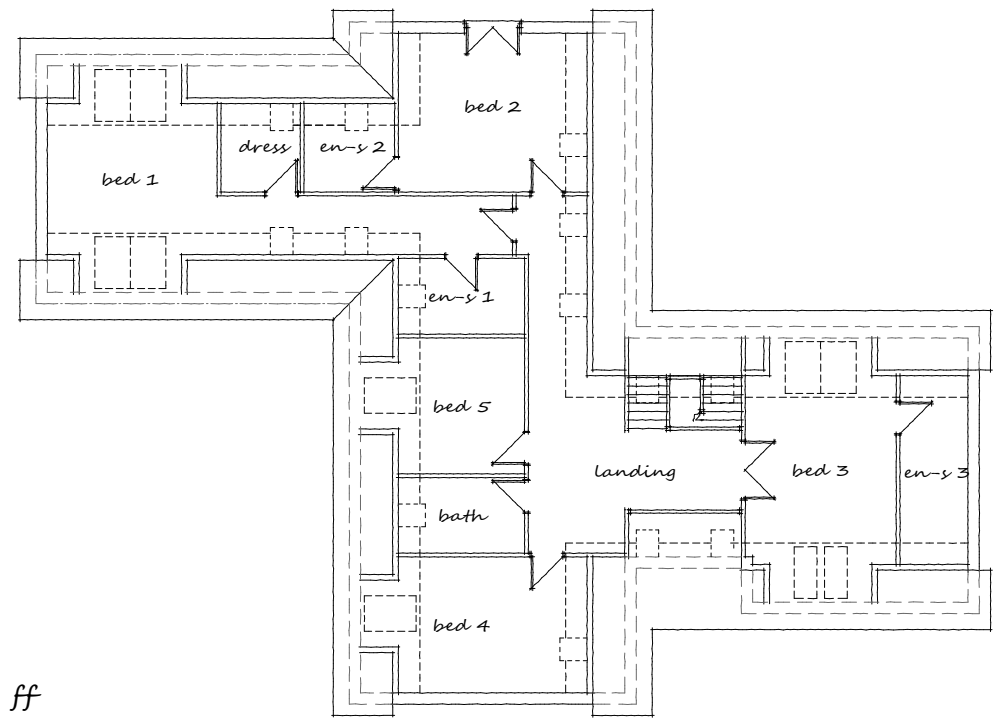 bed 2
dress
en-s 2
bed 1
en-s 1
bed 5
landing
bed 3
en-s 3
bath
bed 4
ff